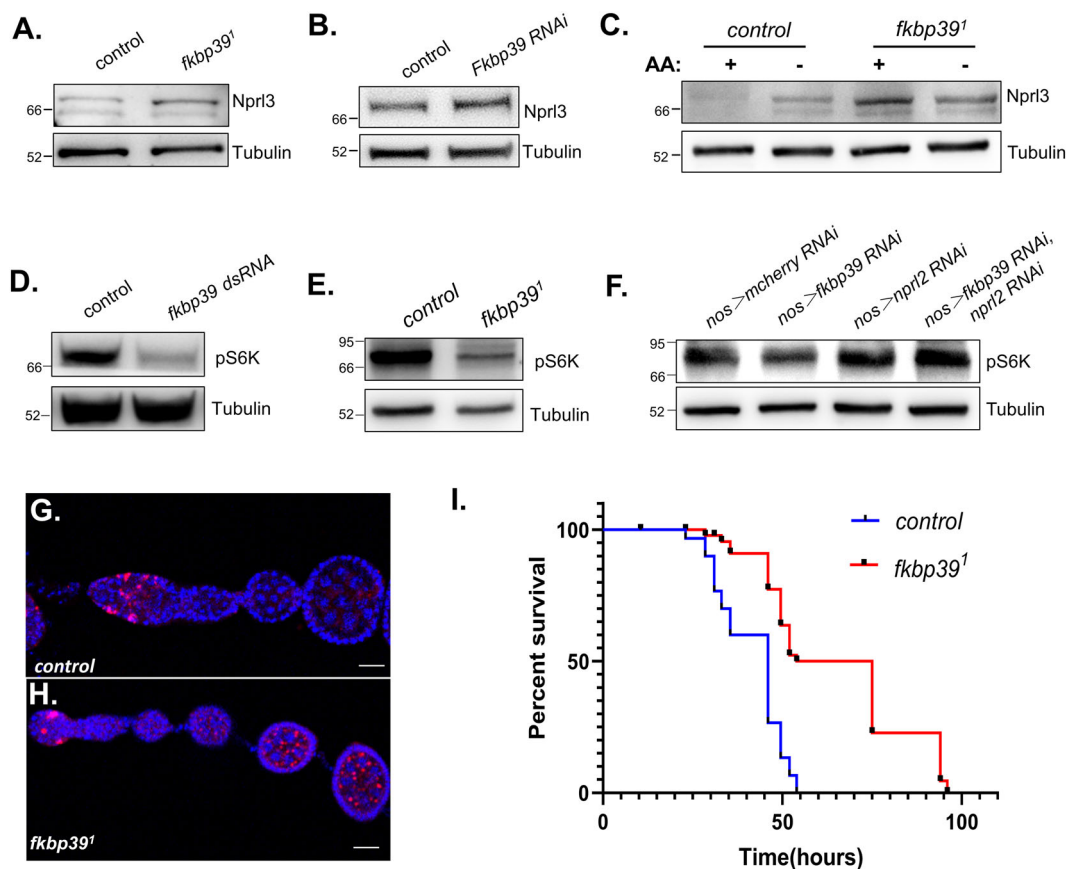 A.
control
fkbp39¹
66
Nprl3
52
Tubulin
B.
control
Fkbp39 RNAi
66
Nprl3
52
Tubulin
C.
control
fkbp39¹
AA: + - + -
66
Nprl3
52
Tubulin
D.
control
fkbp39 dsRNA
66
pS6K
52
Tubulin
E.
control
fkbp39¹
95
66
pS6K
52
Tubulin
F.
nos>mcherry RNAi
nos>fkbp39 RNAi
nos>nprl2 RNAi
nos>fkbp39 RNAi,
nprl2 RNAi
95
66
pS6K
52
Tubulin
G.
control
H.
fkbp39¹
I.
Percent survival
100
50
0
0 50 100
Time(hours)
control
fkbp39¹